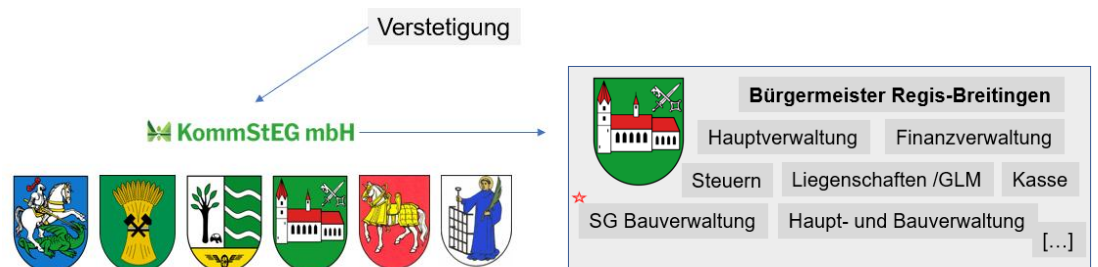 Verstetigung
KommStEG mbH
Bürgermeister Regis-Breitingen
Hauptverwaltung
Finanzverwaltung
Steuern
Liegenschaften /GLM
Kasse
SG Bauverwaltung
Haupt- und Bauverwaltung
[...]